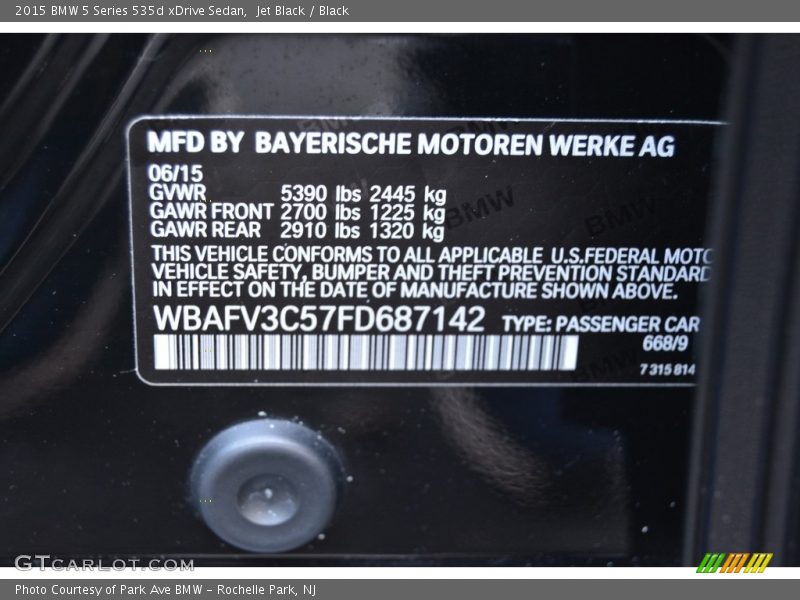 2015 BMW 5 Series 535d xDrive Sedan, Jet Black / Black
MFD BY BAYERISCHE MOTOREN WERKE AG
06/15
GVWR 5390 lbs 2445 kg
GAWR FRONT 2700 lbs 1225 kg
GAWR REAR 2910 lbs 1320 kg
THIS VEHICLE CONFORMS TO ALL APPLICABLE U.S.FEDERAL MOTO
VEHICLE SAFETY, BUMPER AND THEFT PREVENTION STANDARD
IN EFFECT ON THE DATE OF MANUFACTURE SHOWN ABOVE.
WBAFV3C57FD687142 TYPE: PASSENGER CAR
668/9
7 315 814
BMW
BMW
BMW
BMW
GTCARLOT.COM
Photo Courtesy of Park Ave BMW - Rochelle Park, NJ